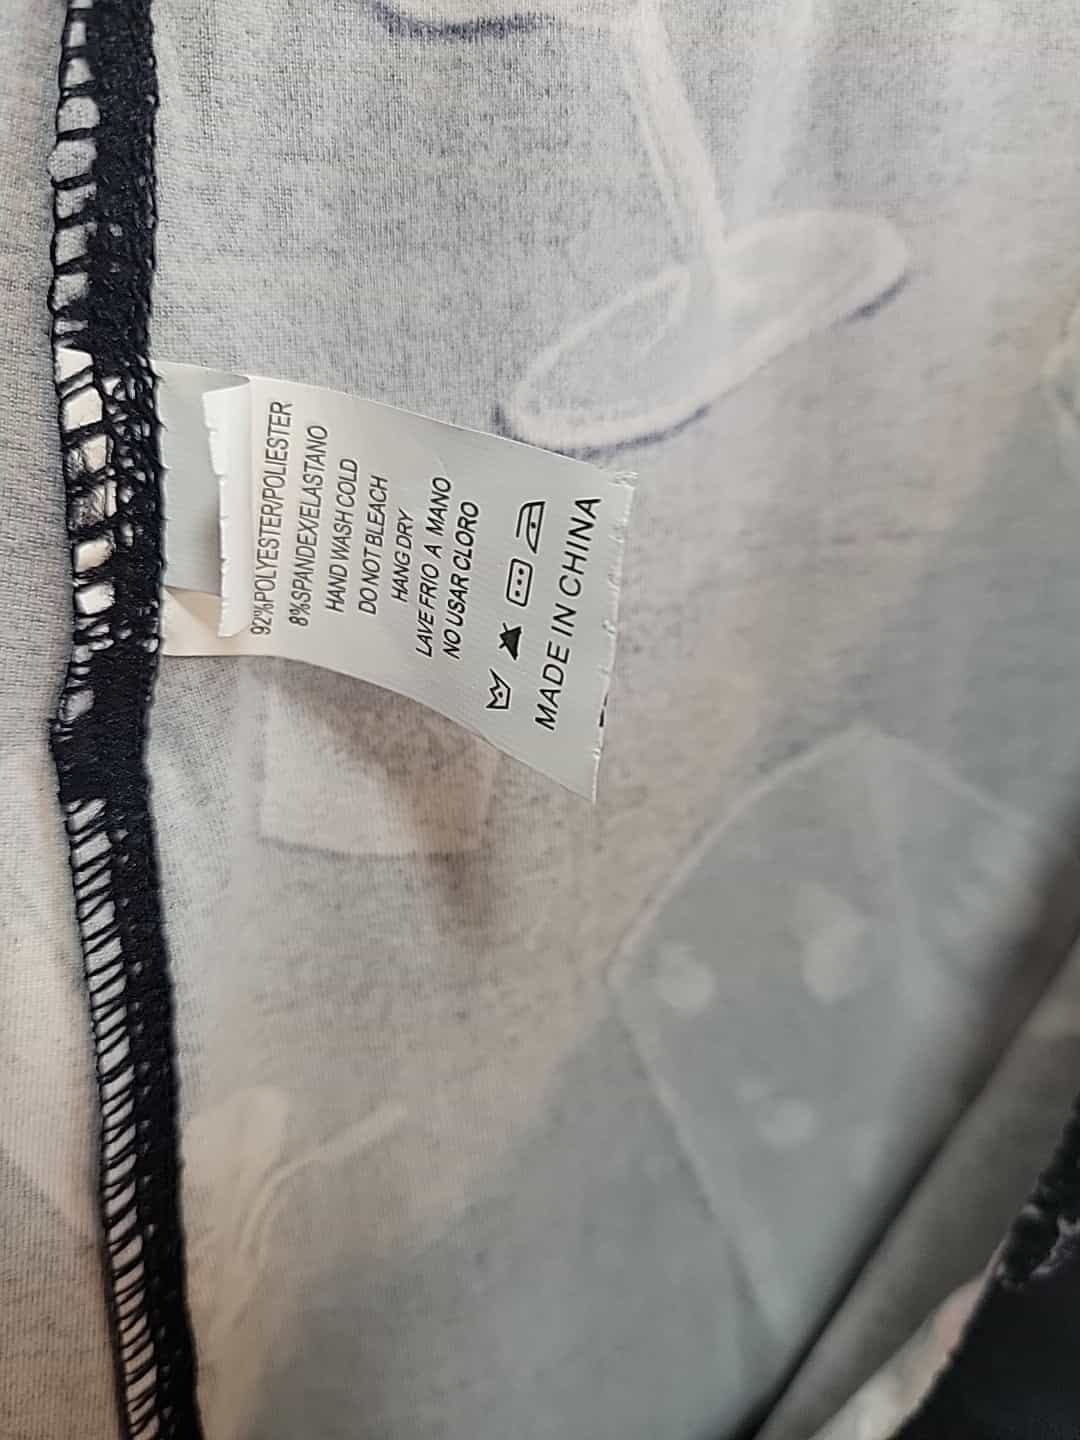 92%POLYESTER/POLIESTER
8%SPANDEX/ELASTANO
HAND WASH COLD
DO NOT BLEACH
HANG DRY
LAVE FRIO A MANO
NO USAR CLORO
MADE IN CHINA